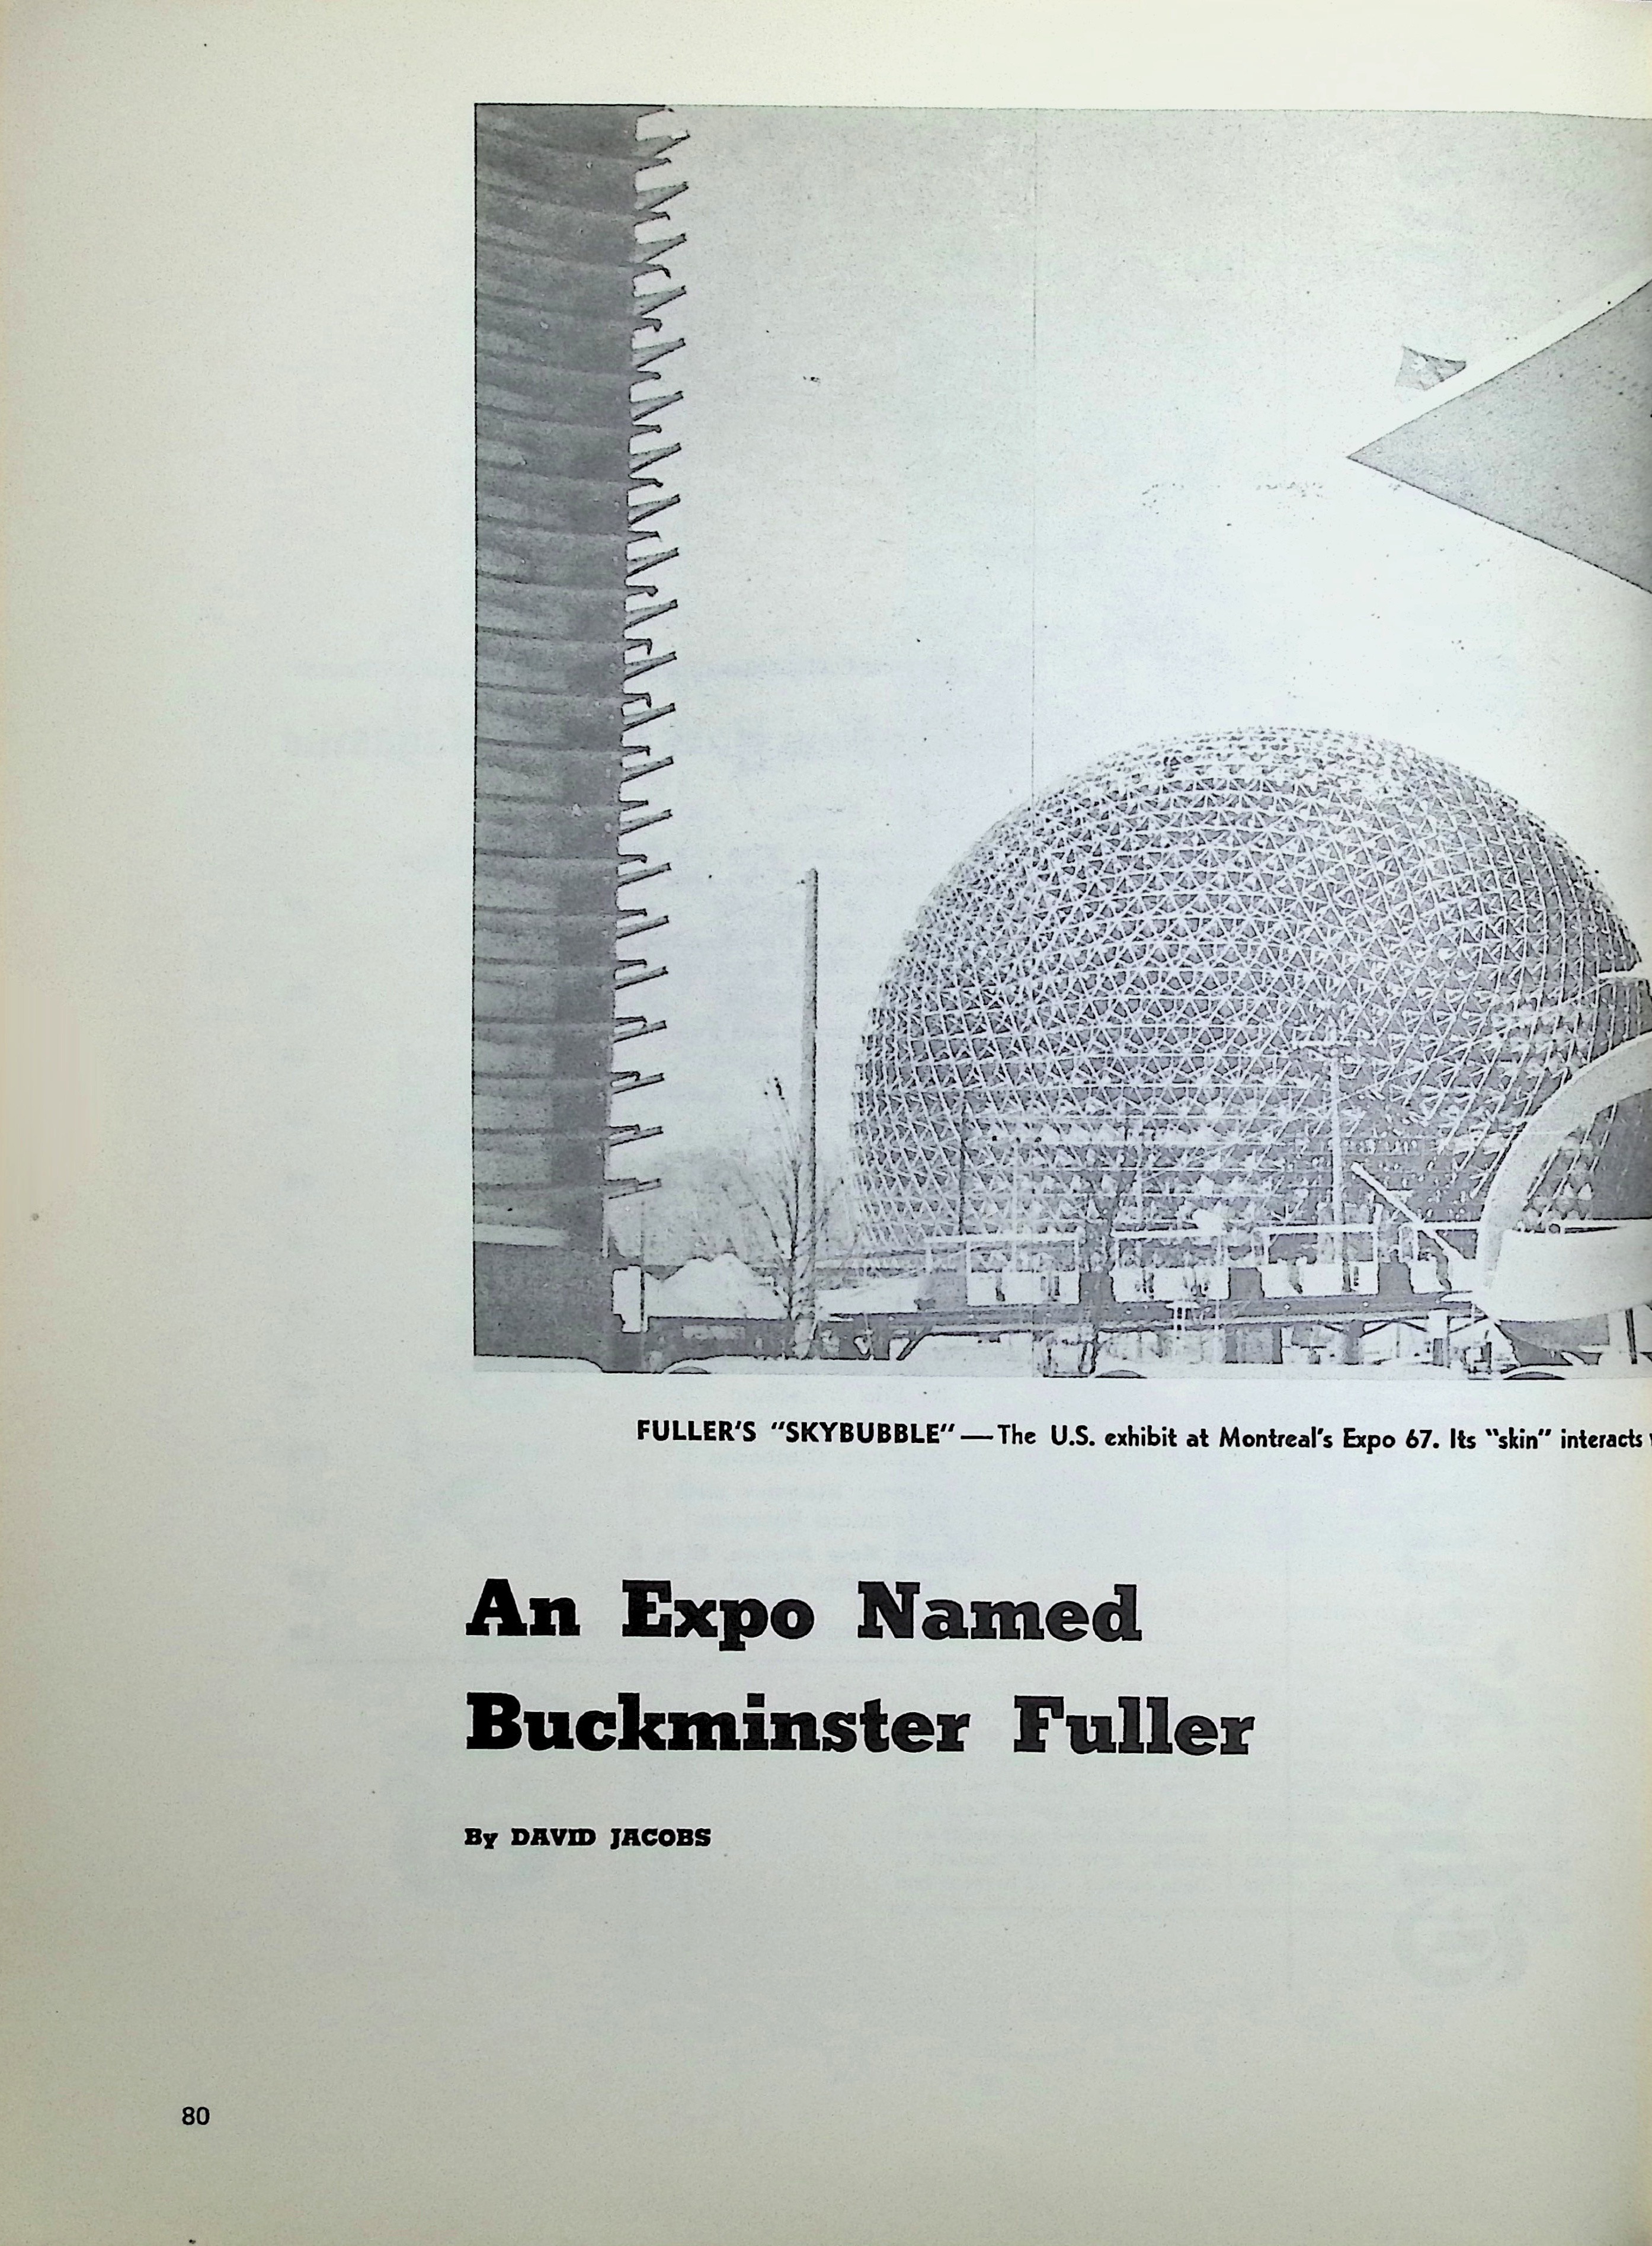 FULLER'S "SKYBUBBLE"—The U.S. exhibit at Montreal's Expo 67. Its "skin" interacts
An Expo Named
Buckminster Fuller
By DAVID JACOBS
80